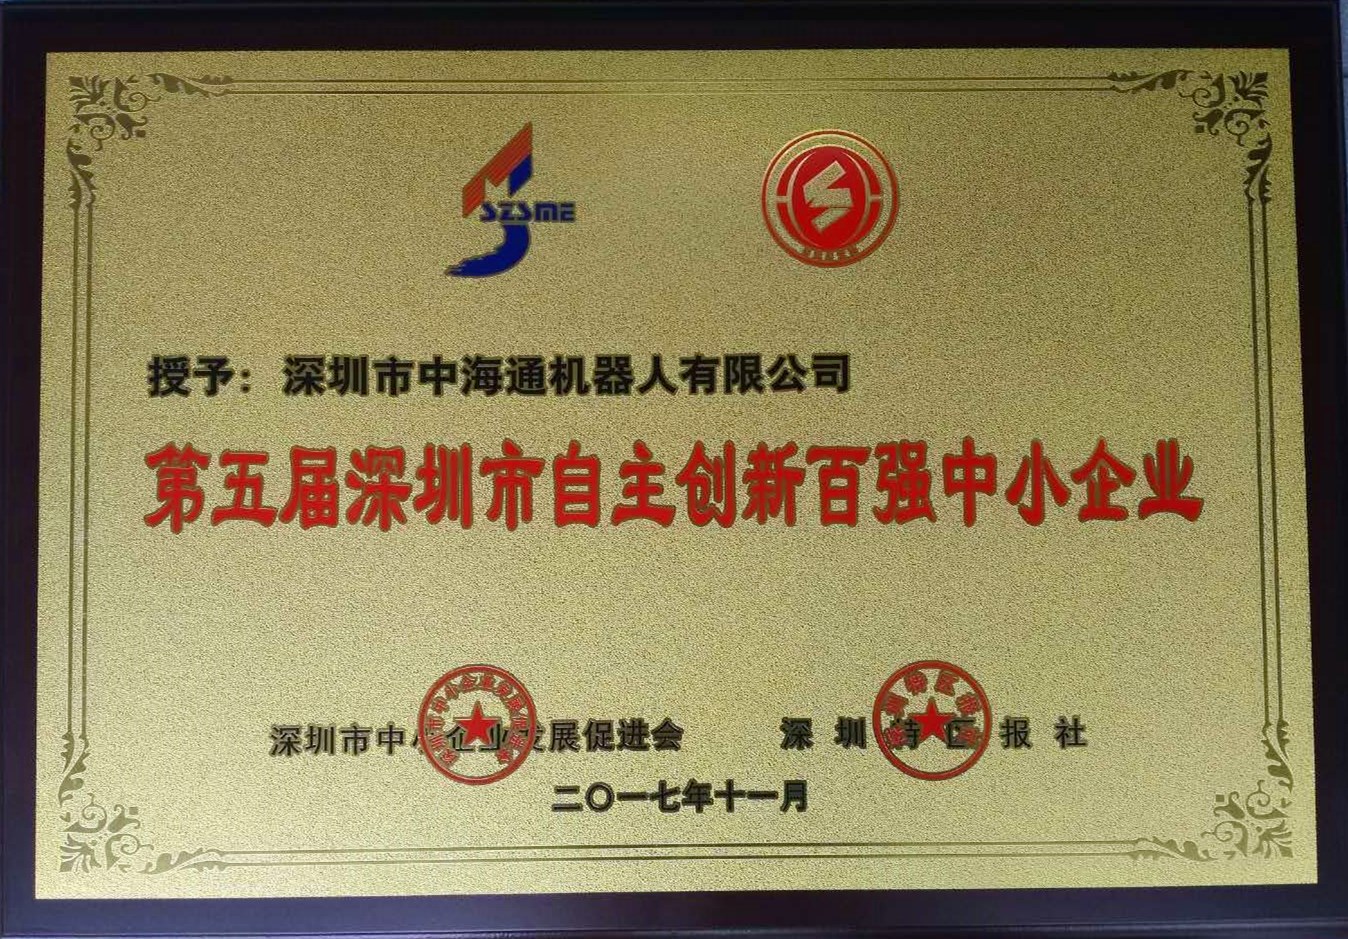 SZSME
授予：深圳市中海通机器人有限公司
第五届深圳市自主创新百强中小企业
深圳市中小企业发展促进会
深圳特区报社
二〇一七年十一月